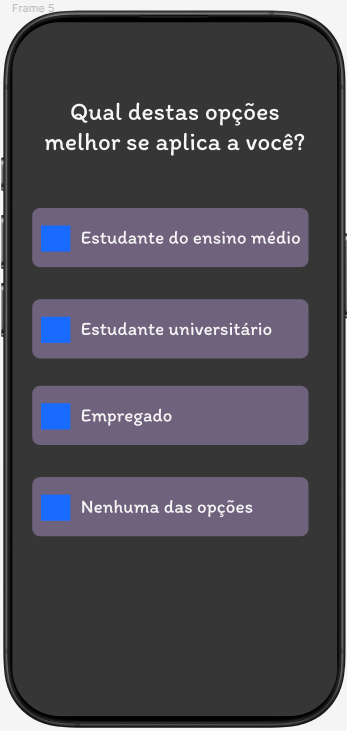 Frame 5
Qual destas opções
melhor se aplica a você?
Estudante do ensino médio
Estudante universitário
Empregado
Nenhuma das opções